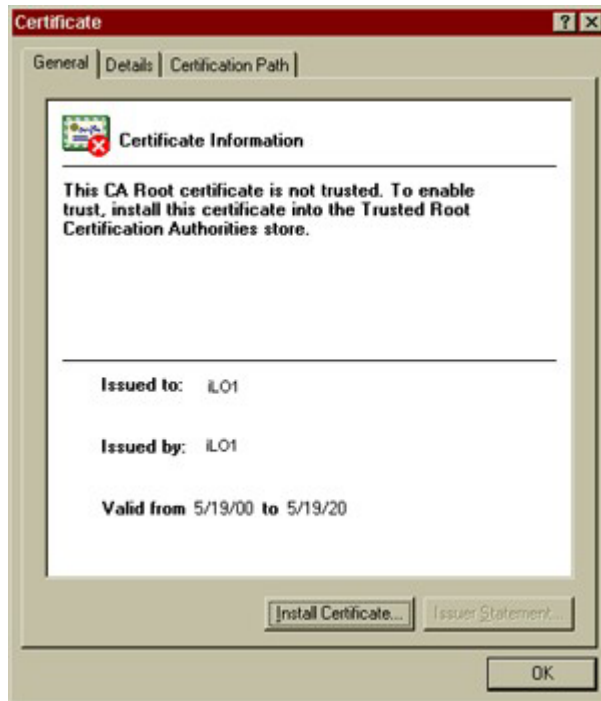 Certificate
General Details Certification Path
Certificate Information
This CA Root certificate is not trusted. To enable
trust, install this certificate into the Trusted Root
Certification Authorities store.
Issued to: iLO1
Issued by: iLO1
Valid from 5/19/00 to 5/19/20
Install Certificate... Issuer Statement...
OK